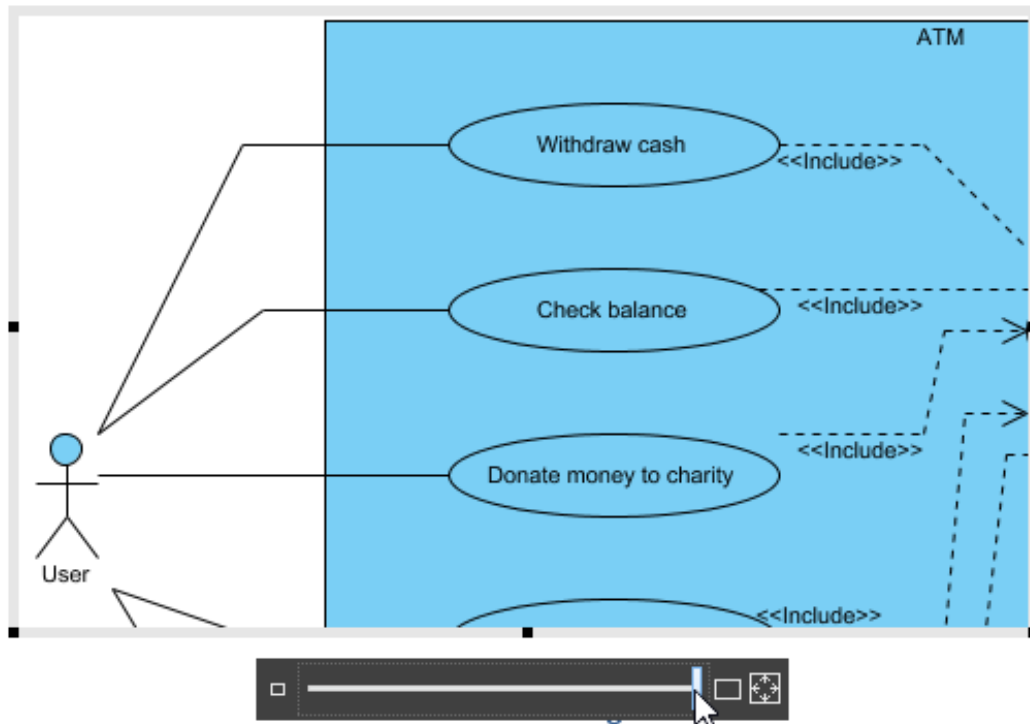 ATM
Withdraw cash
<<Include>>
Check balance
<<Include>>
Donate money to charity
<<Include>>
User
<<Include>>